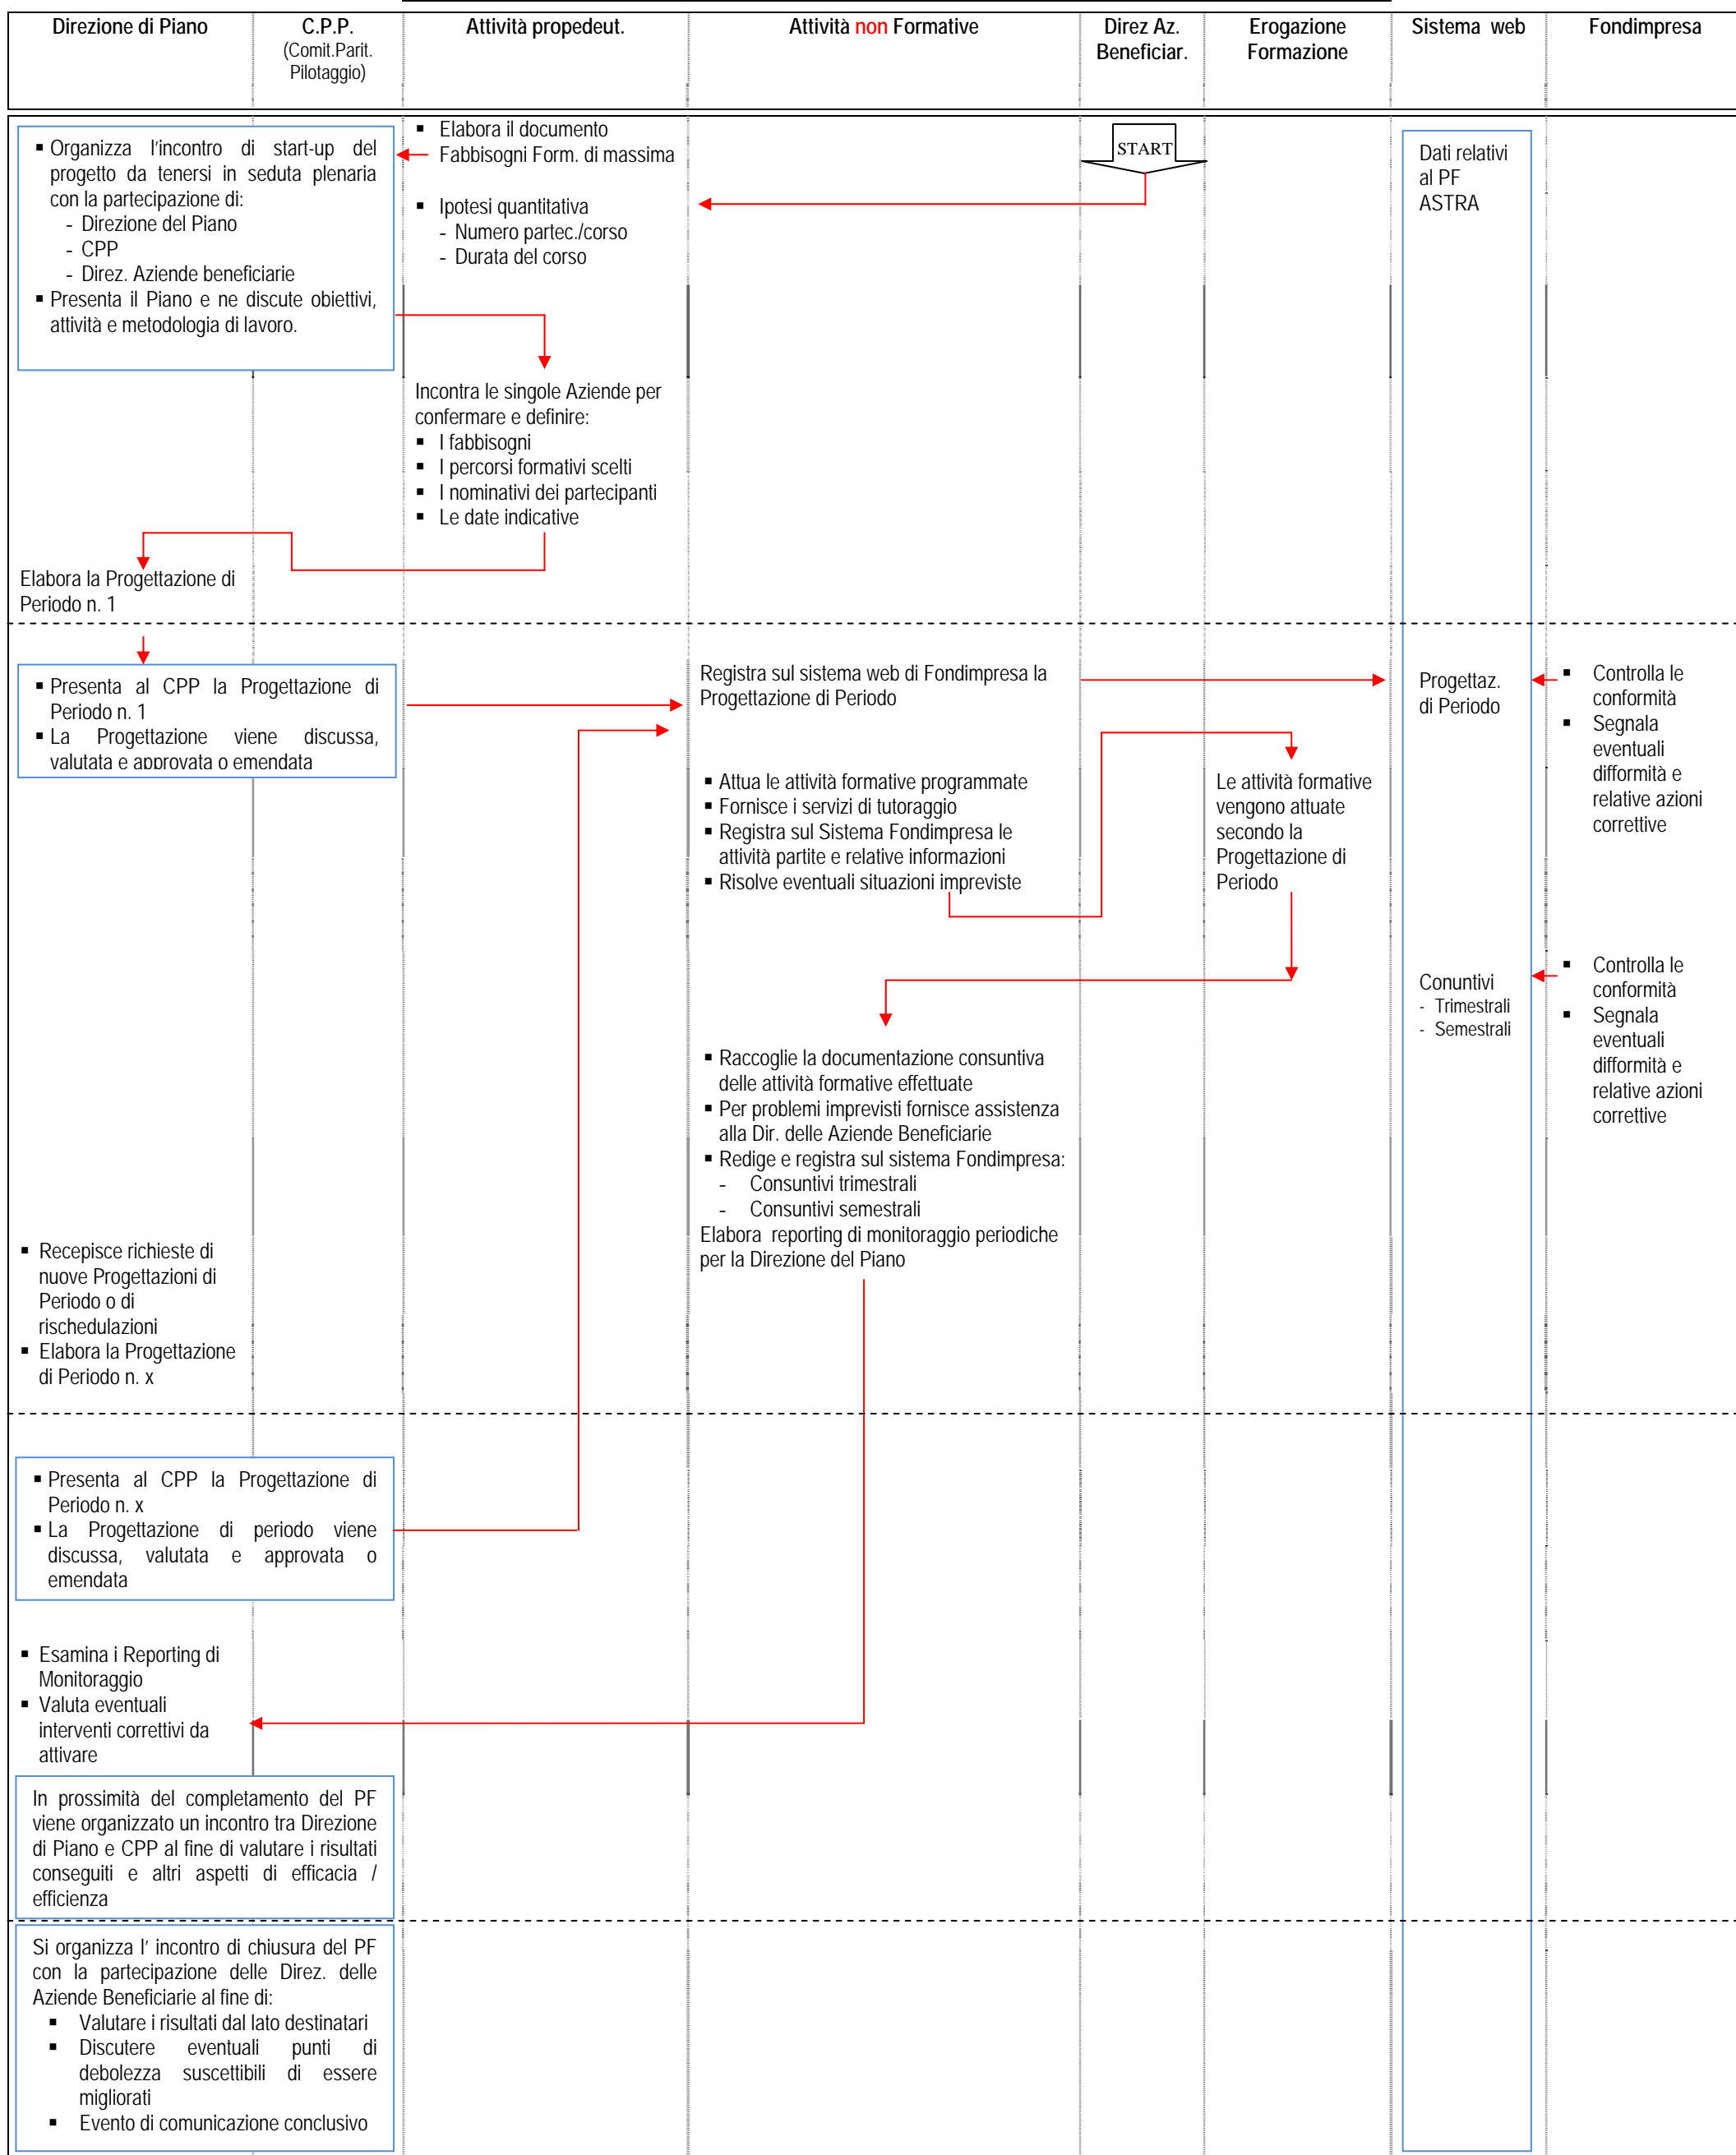 Direzione di Piano
C.P.P.
(Comit.Parit.
Pilotaggio)
Attività propedeut.
Attività non Formative
Direz Az.
Beneficiar.
Erogazione
Formazione
Sistema web
Fondimpresa
▪ Organizza l'incontro di start-up del
progetto da tenersi in seduta plenaria
con la partecipazione di:
- Direzione del Piano
- CPP
- Direz. Aziende beneficiarie
▪ Presenta il Piano e ne discute obiettivi,
attività e metodologia di lavoro.
▪ Elabora il documento
Fabbisogni Form. di massima
▪ Ipotesi quantitativa
- Numero partec./corso
- Durata del corso
START
Dati relativi
al PF
ASTRA
Incontra le singole Aziende per
confermare e definire:
▪ I fabbisogni
▪ I percorsi formativi scelti
▪ I nominativi dei partecipanti
▪ Le date indicative
Elabora la Progettazione di
Periodo n. 1
▪ Presenta al CPP la Progettazione di
Periodo n. 1
▪ La Progettazione viene discussa,
valutata e approvata o emendata
Registra sul sistema web di Fondimpresa la
Progettazione di Periodo
Progettaz.
di Periodo
▪ Controlla le
conformità
▪ Segnala
eventuali
difformità e
relative azioni
correttive
▪ Attua le attività formative programmate
▪ Fornisce i servizi di tutoraggio
▪ Registra sul Sistema Fondimpresa le
attività partite e relative informazioni
▪ Risolve eventuali situazioni impreviste
Le attività formative
vengono attuate
secondo la
Progettazione di
Periodo
Conuntivi
- Trimestrali
- Semestrali
▪ Controlla le
conformità
▪ Segnala
eventuali
difformità e
relative azioni
correttive
▪ Raccoglie la documentazione consuntiva
delle attività formative effettuate
▪ Per problemi imprevisti fornisce assistenza
alla Dir. delle Aziende Beneficiarie
▪ Redige e registra sul sistema Fondimpresa:
- Consuntivi trimestrali
- Consuntivi semestrali
Elabora reporting di monitoraggio periodiche
per la Direzione del Piano
▪ Recepisce richieste di
nuove Progettazioni di
Periodo o di
rischedulazioni
▪ Elabora la Progettazione
di Periodo n. x
▪ Presenta al CPP la Progettazione di
Periodo n. x
▪ La Progettazione di periodo viene
discussa, valutata e approvata o
emendata
▪ Esamina i Reporting di
Monitoraggio
▪ Valuta eventuali
interventi correttivi da
attivare
In prossimità del completamento del PF
viene organizzato un incontro tra Direzione
di Piano e CPP al fine di valutare i risultati
conseguiti e altri aspetti di efficacia /
efficienza
Si organizza l' incontro di chiusura del PF
con la partecipazione delle Direz. delle
Aziende Beneficiarie al fine di:
▪ Valutare i risultati dal lato destinatari
▪ Discutere eventuali punti di
debolezza suscettibili di essere
migliorati
▪ Evento di comunicazione conclusivo